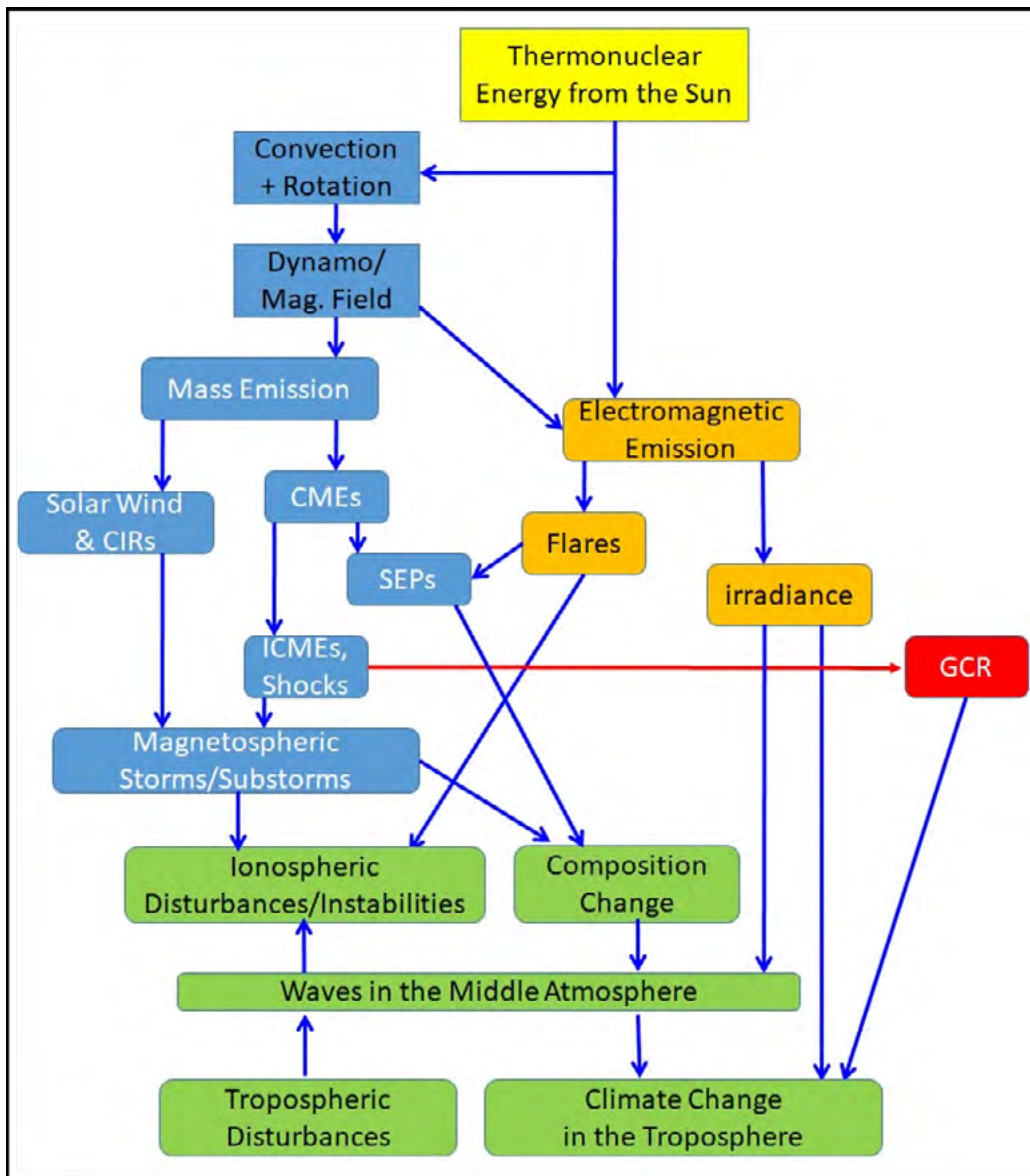 Thermonuclear
Energy from the Sun
Convection
+ Rotation
Dynamo/
Mag. Field
Mass Emission
Electromagnetic
Emission
Solar Wind
& CIRs
CMEs
Flares
SEPs
irradiance
ICMEs,
Shocks
GCR
Magnetospheric
Storms/Substorms
Ionospheric
Disturbances/Instabilities
Composition
Change
Waves in the Middle Atmosphere
Tropospheric
Disturbances
Climate Change
in the Troposphere